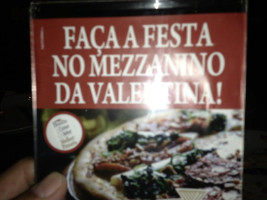 FAÇA A FESTA
NO MEZZANINO
DA VALENTINA!